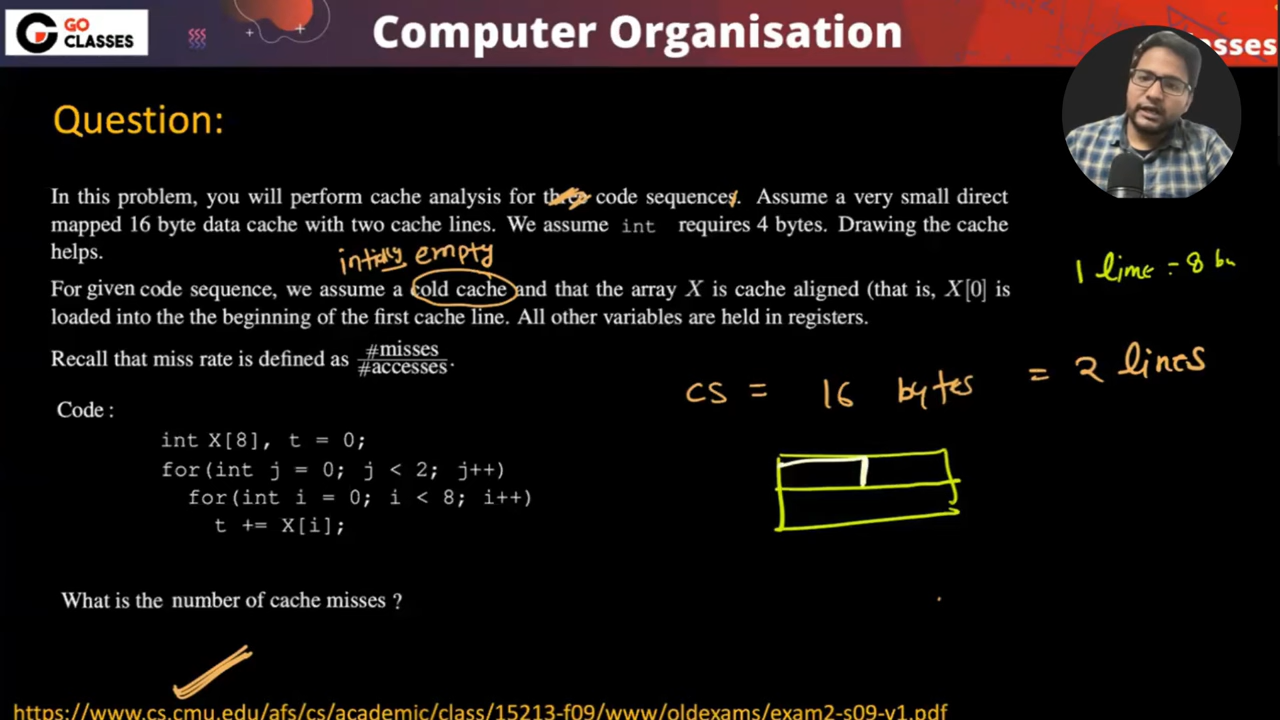 GO
CLASSES
Computer Organisation
lasses
Question:
In this problem, you will perform cache analysis for three code sequences. Assume a very small direct
mapped 16 byte data cache with two cache lines. We assume int requires 4 bytes. Drawing the cache
helps.
intially empty
1 line = 8 by
For given code sequence, we assume a cold cache and that the array X is cache aligned (that is, X[0] is
loaded into the the beginning of the first cache line. All other variables are held in registers.
Recall that miss rate is defined as #misses/#accesses.
CS = 16 bytes = 2 lines
Code :
int X[8], t = 0;
for(int j = 0; j < 2; j++)
for(int i = 0; i < 8; i++)
t += X[i];
What is the number of cache misses ?
https://www.cs.cmu.edu/afs/cs/academic/class/15213-f09/www/oldexams/exam2-s09-v1.pdf